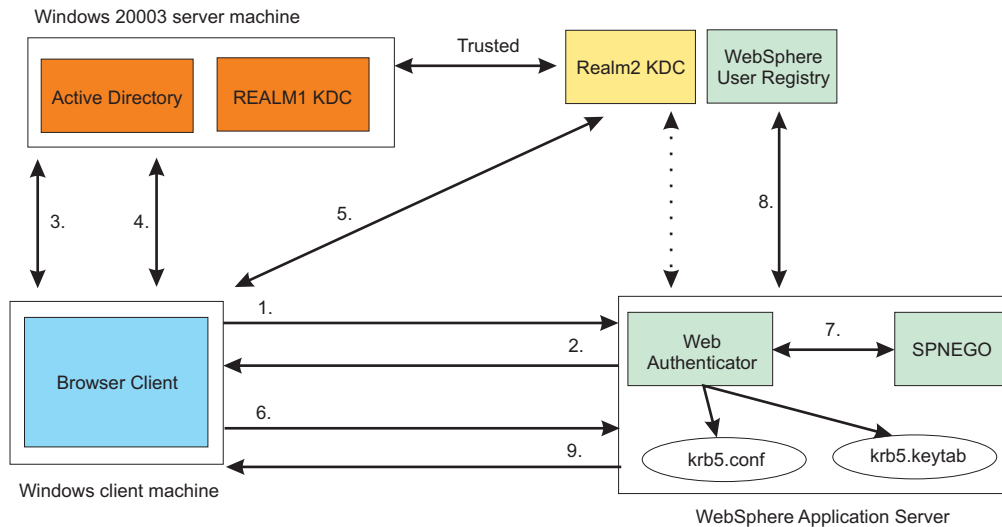 Windows 20003 server machine
Trusted
Active Directory
REALM1 KDC
Realm2 KDC
WebSphere
User Registry
3.
4.
5.
8.
1.
2.
6.
9.
7.
Browser Client
Web
Authenticator
SPNEGO
krb5.conf
krb5.keytab
Windows client machine
WebSphere Application Server